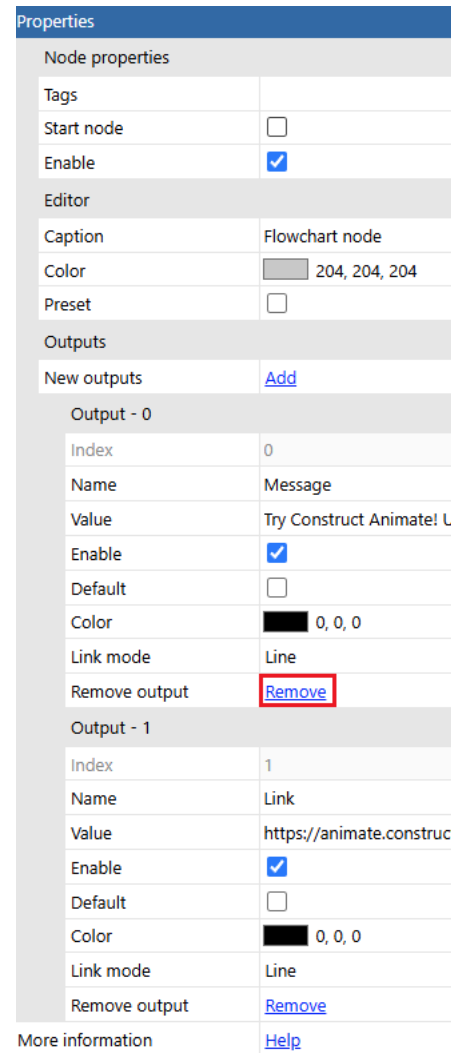 Properties
Node properties
Tags
Start node
Enable
Editor
Caption Flowchart node
Color 204, 204, 204
Preset
Outputs
New outputs Add
Output - 0
Index 0
Name Message
Value Try Construct Animate! U
Enable
Default
Color 0, 0, 0
Link mode Line
Remove output Remove
Output - 1
Index 1
Name Link
Value https://animate.construc
Enable
Default
Color 0, 0, 0
Link mode Line
Remove output Remove
More information Help